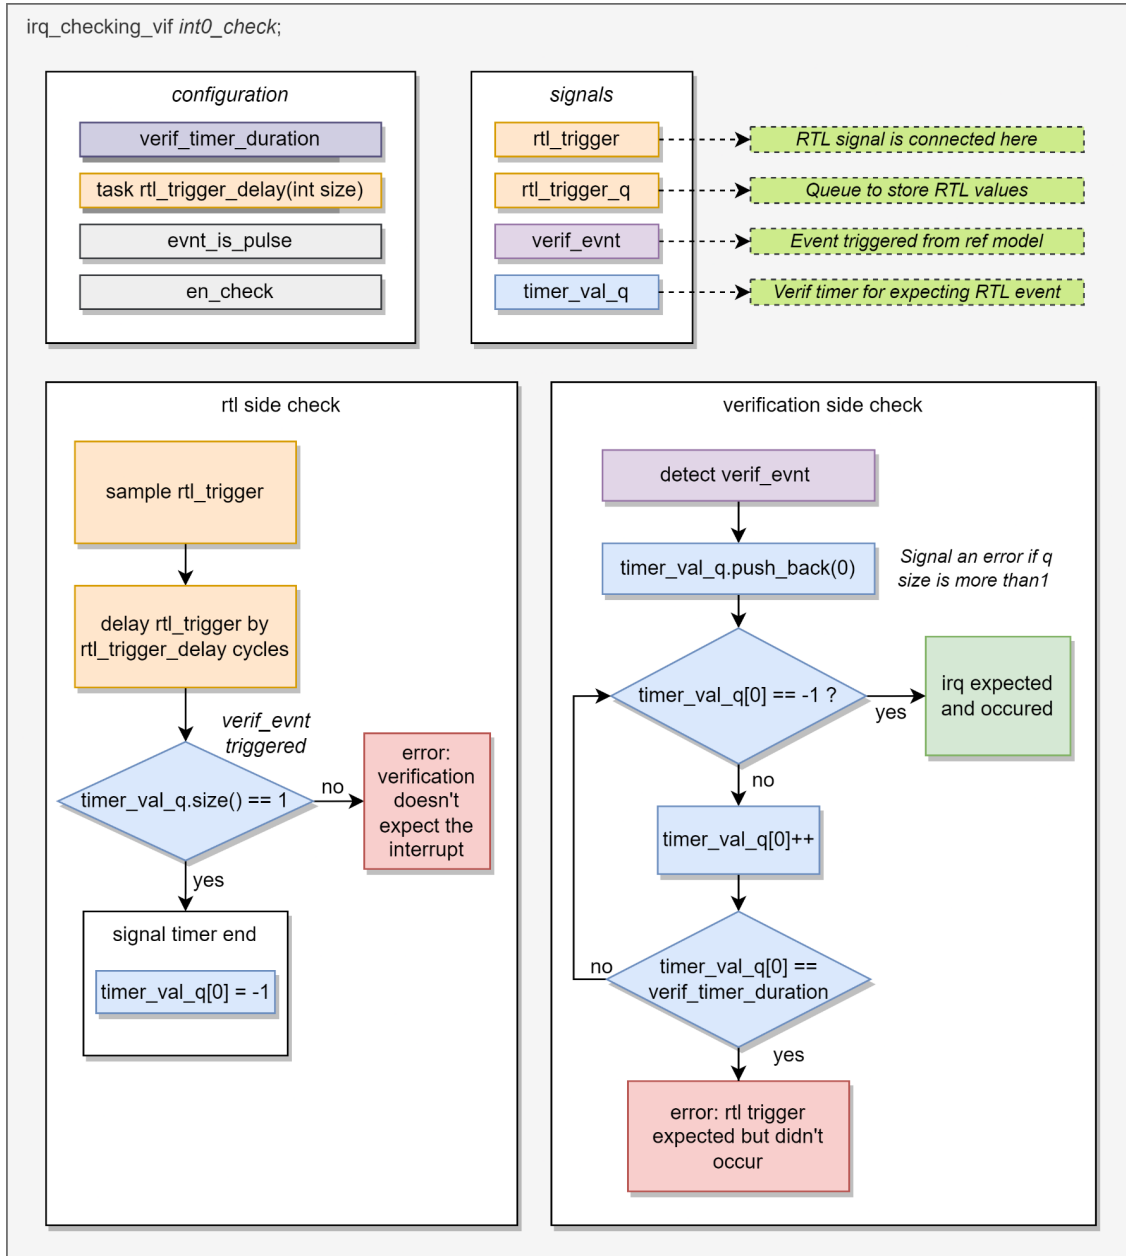 irq_checking_vif int0_check;
configuration
verif_timer_duration
task rtl_trigger_delay(int size)
evnt_is_pulse
en_check
signals
rtl_trigger
RTL signal is connected here
rtl_trigger_q
Queue to store RTL values
verif_evnt
Event triggered from ref model
timer_val_q
Verif timer for expecting RTL event
rtl side check
sample rtl_trigger
delay rtl_trigger by
rtl_trigger_delay cycles
verif_evnt
triggered
timer_val_q.size() == 1
no
error:
verification
doesn't
expect the
interrupt
yes
signal timer end
timer_val_q[0] = -1
verification side check
detect verif_evnt
timer_val_q.push_back(0)
Signal an error if q
size is more than1
timer_val_q[0] == -1 ?
yes
irq expected
and occured
no
timer_val_q[0]++
timer_val_q[0] ==
verif_timer_duration
no
yes
error: rtl trigger
expected but didn't
occur